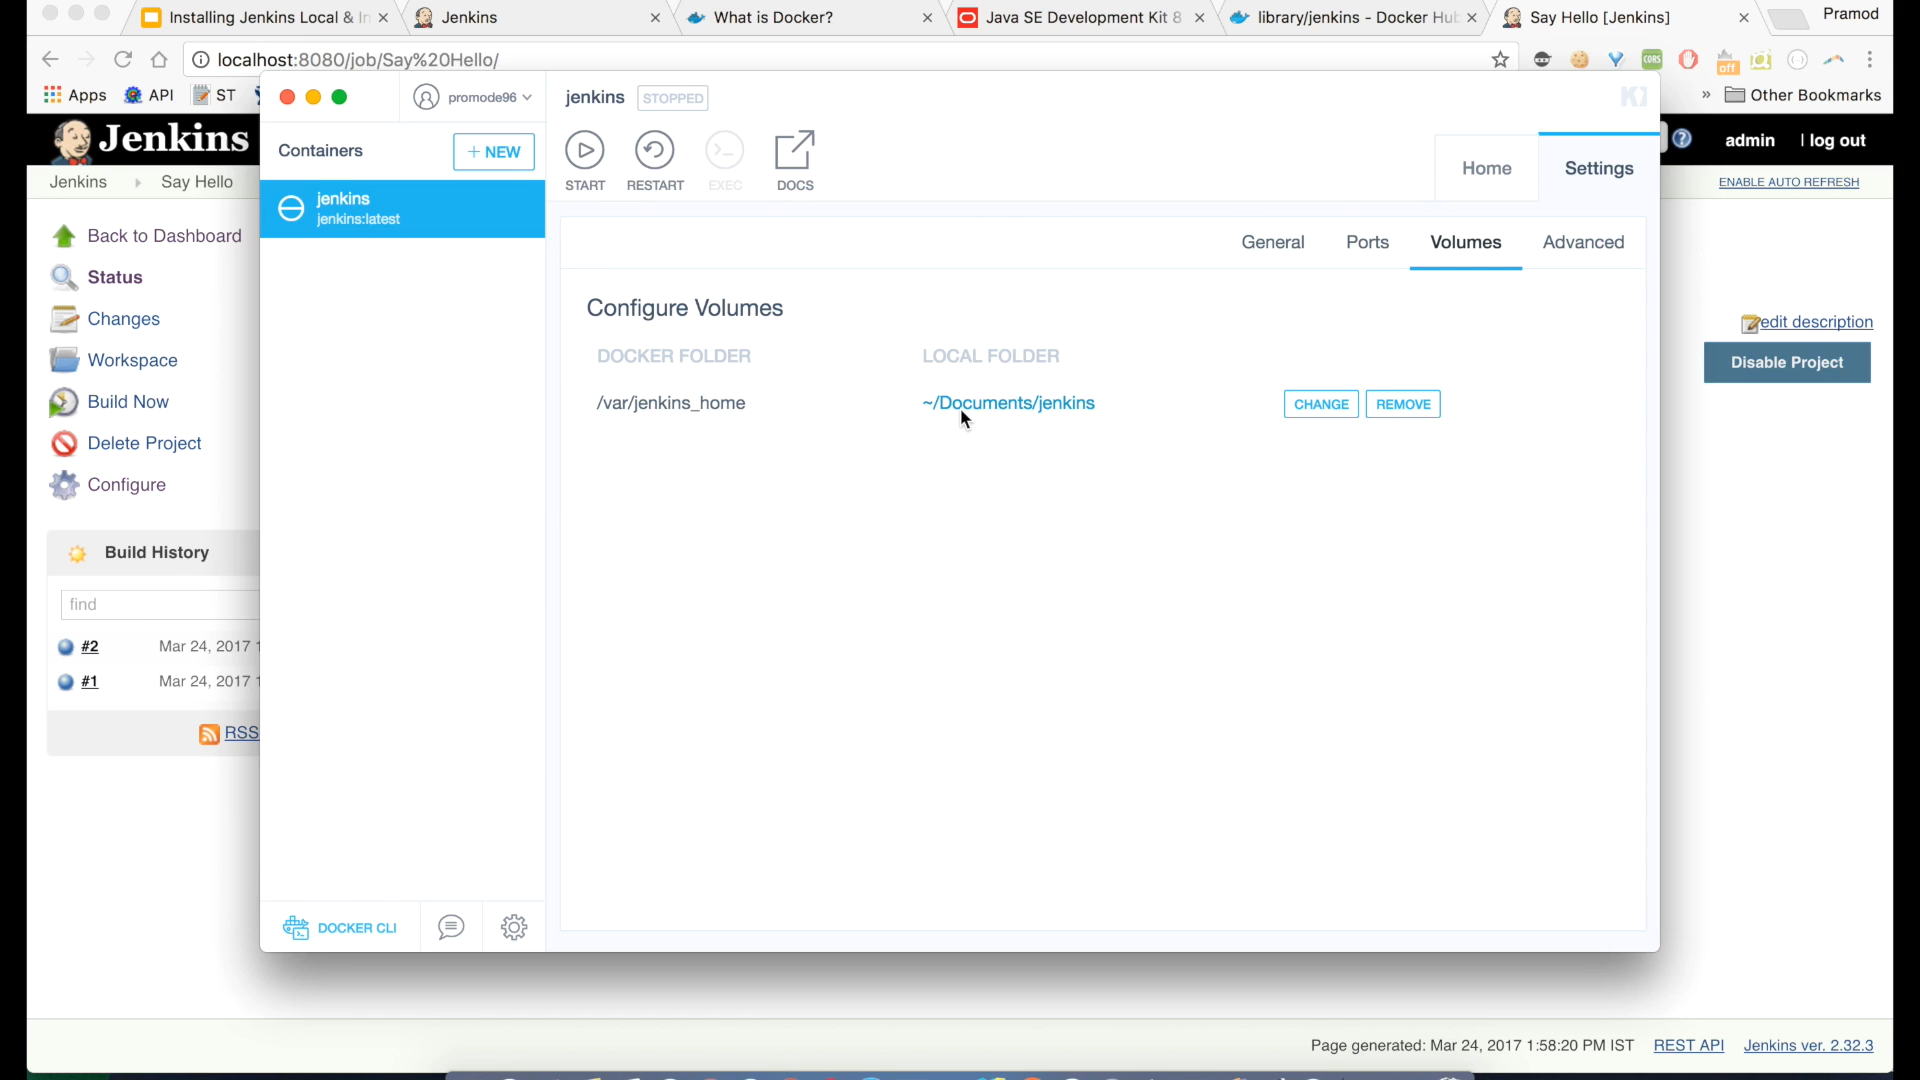 Installing Jenkins Local & In
Jenkins
What is Docker?
Java SE Development Kit 8
library/jenkins - Docker Hub
Say Hello [Jenkins]
Pramod
localhost:8080/job/Say%20Hello/
CORS
off
Apps
API
ST
» Other Bookmarks
Jenkins
admin
| log out
Jenkins
Say Hello
ENABLE AUTO REFRESH
Back to Dashboard
Status
Changes
Workspace
Build Now
Delete Project
Configure
Build History
find
#2 Mar 24, 2017 1
#1 Mar 24, 2017 1
RSS
promode96
Containers
+ NEW
jenkins
jenkins:latest
DOCKER CLI
jenkins STOPPED
START
RESTART
EXEC
DOCS
Home
Settings
General
Ports
Volumes
Advanced
Configure Volumes
DOCKER FOLDER
LOCAL FOLDER
/var/jenkins_home
~/Documents/jenkins
CHANGE
REMOVE
edit description
Disable Project
Page generated: Mar 24, 2017 1:58:20 PM IST
REST API
Jenkins ver. 2.32.3